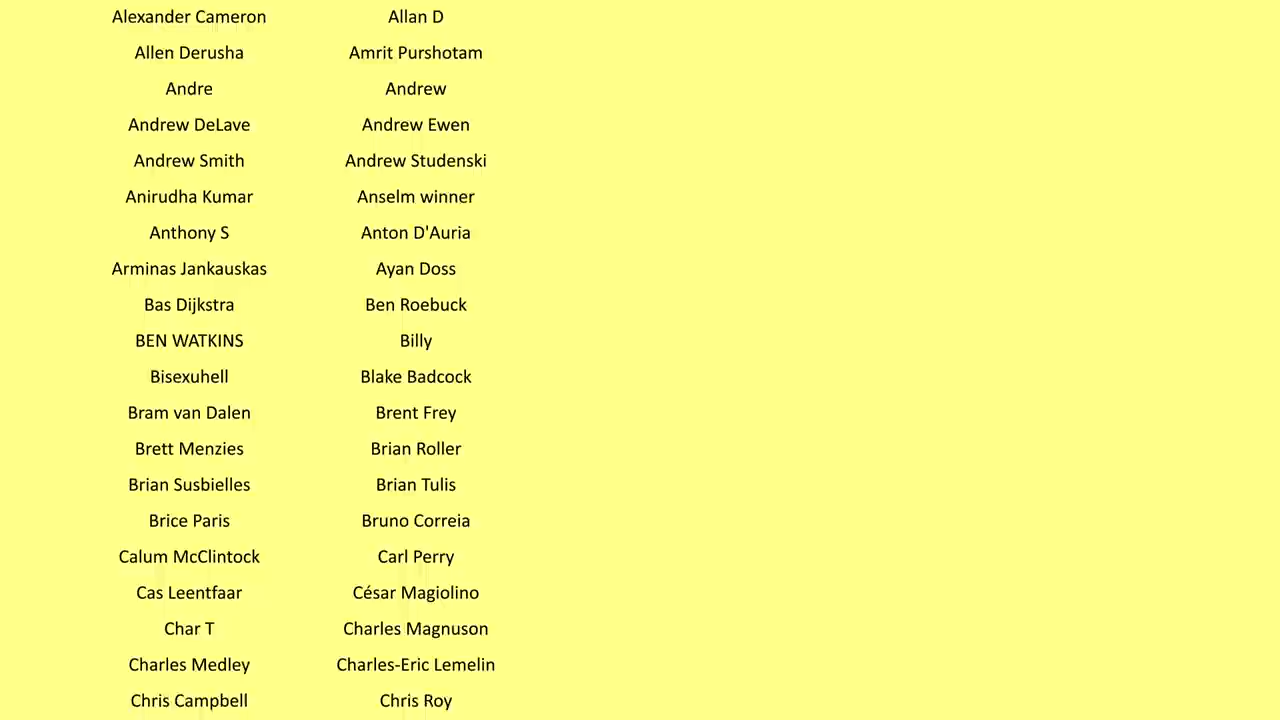 Alexander Cameron Allan D
Allen Derusha Amrit Purshotam
Andre Andrew
Andrew DeLave Andrew Ewen
Andrew Smith Andrew Studenski
Anirudha Kumar Anselm winner
Anthony S Anton D'Auria
Arminas Jankauskas Ayan Doss
Bas Dijkstra Ben Roebuck
BEN WATKINS Billy
Bisexuhell Blake Badcock
Bram van Dalen Brent Frey
Brett Menzies Brian Roller
Brian Susbielles Brian Tulis
Brice Paris Bruno Correia
Calum McClintock Carl Perry
Cas Leentfaar César Magiolino
Char T Charles Magnuson
Charles Medley Charles-Eric Lemelin
Chris Campbell Chris Roy